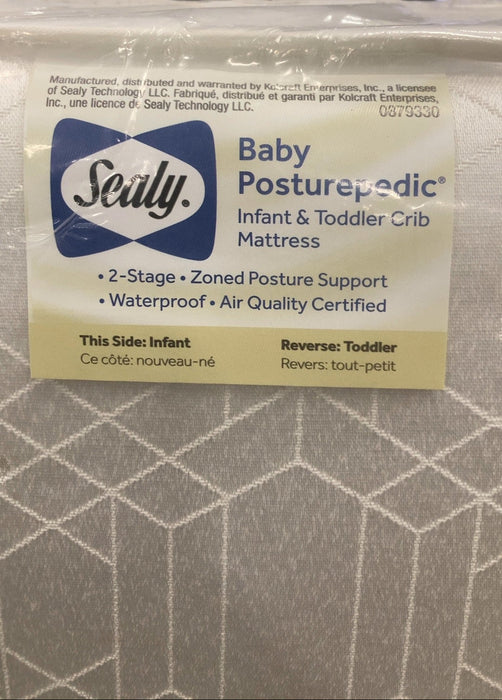 Manufactured, distributed and warranted by Kolcraft Enterprises, Inc., a licensee
of Sealy Technology LLC. Fabriqué, distribué et garanti par Kolcraft Enterprises,
Inc., une licence de Sealy Technology LLC.
0379330
Sealy.
Baby
Posturepedic®
Infant & Toddler Crib
Mattress
• 2-Stage • Zoned Posture Support
• Waterproof • Air Quality Certified
This Side: Infant
Ce côté: nouveau-né
Reverse: Toddler
Revers: tout-petit